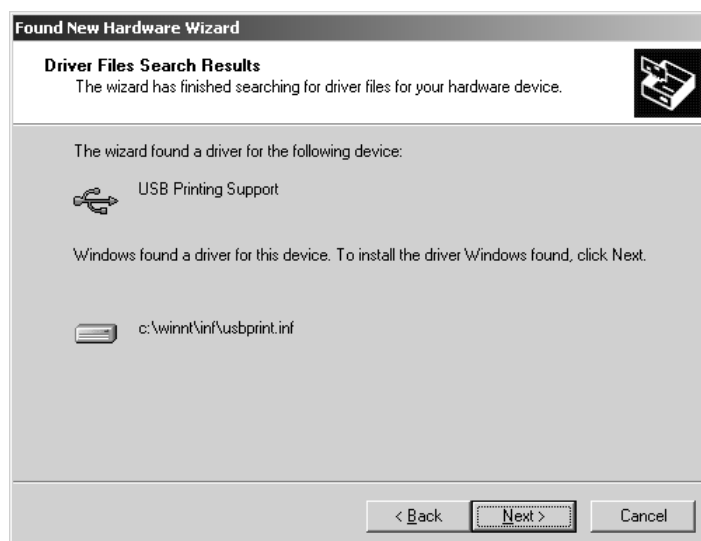 Found New Hardware Wizard
Driver Files Search Results
The wizard has finished searching for driver files for your hardware device.
The wizard found a driver for the following device:
USB Printing Support
Windows found a driver for this device. To install the driver Windows found, click Next.
c:\winnt\inf\usbprint.inf
< Back
Next >
Cancel